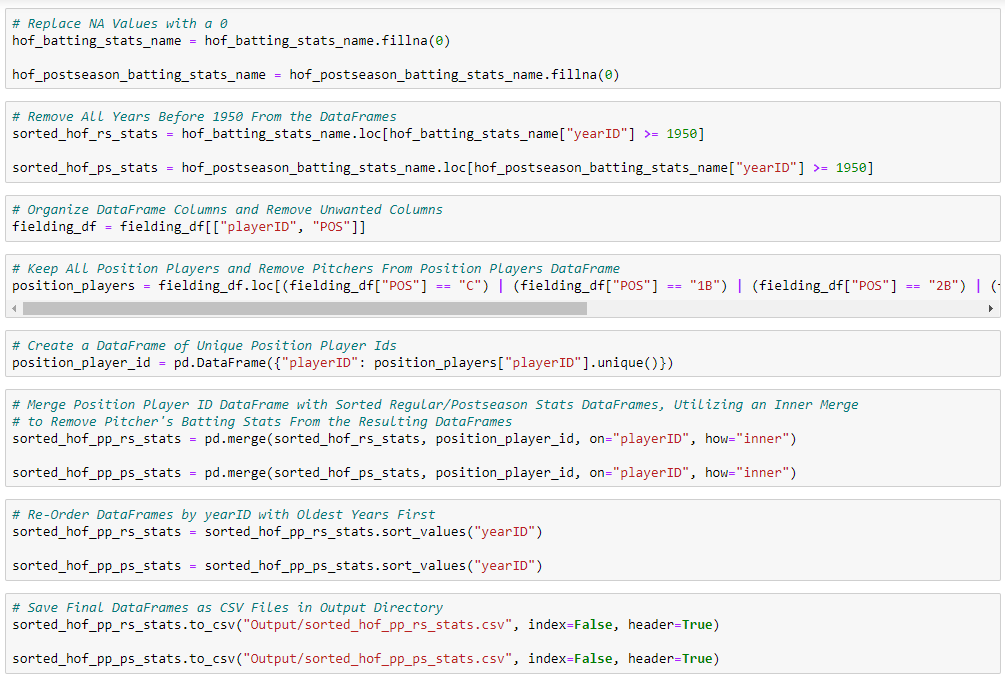 # Replace NA Values with a 0
hof_batting_stats_name = hof_batting_stats_name.fillna(0)
hof_postseason_batting_stats_name = hof_postseason_batting_stats_name.fillna(0)
# Remove All Years Before 1950 From the DataFrames
sorted_hof_rs_stats = hof_batting_stats_name.loc[hof_batting_stats_name["yearID"] >= 1950]
sorted_hof_ps_stats = hof_postseason_batting_stats_name.loc[hof_postseason_batting_stats_name["yearID"] >= 1950]
# Organize DataFrame Columns and Remove Unwanted Columns
fielding_df = fielding_df[["playerID", "POS"]]
# Keep All Position Players and Remove Pitchers From Position Players DataFrame
position_players = fielding_df.loc[(fielding_df["POS"] == "C") | (fielding_df["POS"] == "1B") | (fielding_df["POS"] == "2B") | (
# Create a DataFrame of Unique Position Player Ids
position_player_id = pd.DataFrame({"playerID": position_players["playerID"].unique()})
# Merge Position Player ID DataFrame with Sorted Regular/Postseason Stats DataFrames, Utilizing an Inner Merge
# to Remove Pitcher's Batting Stats From the Resulting DataFrames
sorted_hof_pp_rs_stats = pd.merge(sorted_hof_rs_stats, position_player_id, on="playerID", how="inner")
sorted_hof_pp_ps_stats = pd.merge(sorted_hof_ps_stats, position_player_id, on="playerID", how="inner")
# Re-Order DataFrames by yearID with Oldest Years First
sorted_hof_pp_rs_stats = sorted_hof_pp_rs_stats.sort_values("yearID")
sorted_hof_pp_ps_stats = sorted_hof_pp_ps_stats.sort_values("yearID")
# Save Final DataFrames as CSV Files in Output Directory
sorted_hof_pp_rs_stats.to_csv("Output/sorted_hof_pp_rs_stats.csv", index=False, header=True)
sorted_hof_pp_ps_stats.to_csv("Output/sorted_hof_pp_ps_stats.csv", index=False, header=True)